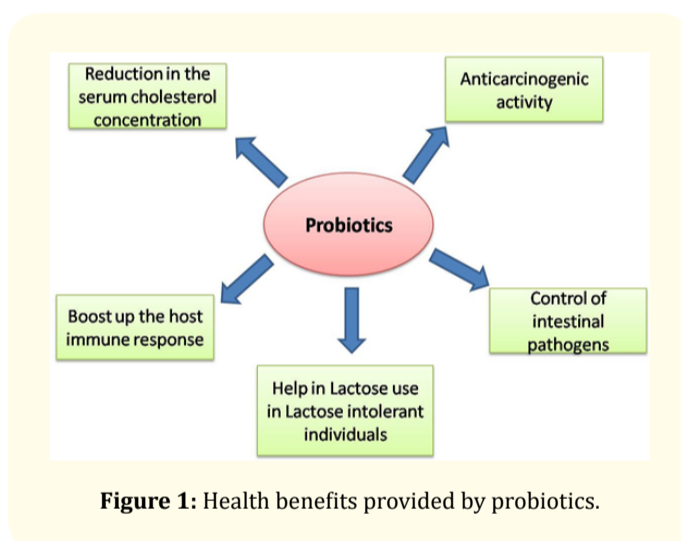 Reduction in the
serum cholesterol
concentration
Anticarcinogenic
activity
Probiotics
Boost up the host
immune response
Control of
intestinal
pathogens
Help in Lactose use
in Lactose intolerant
individuals
Figure 1: Health benefits provided by probiotics.